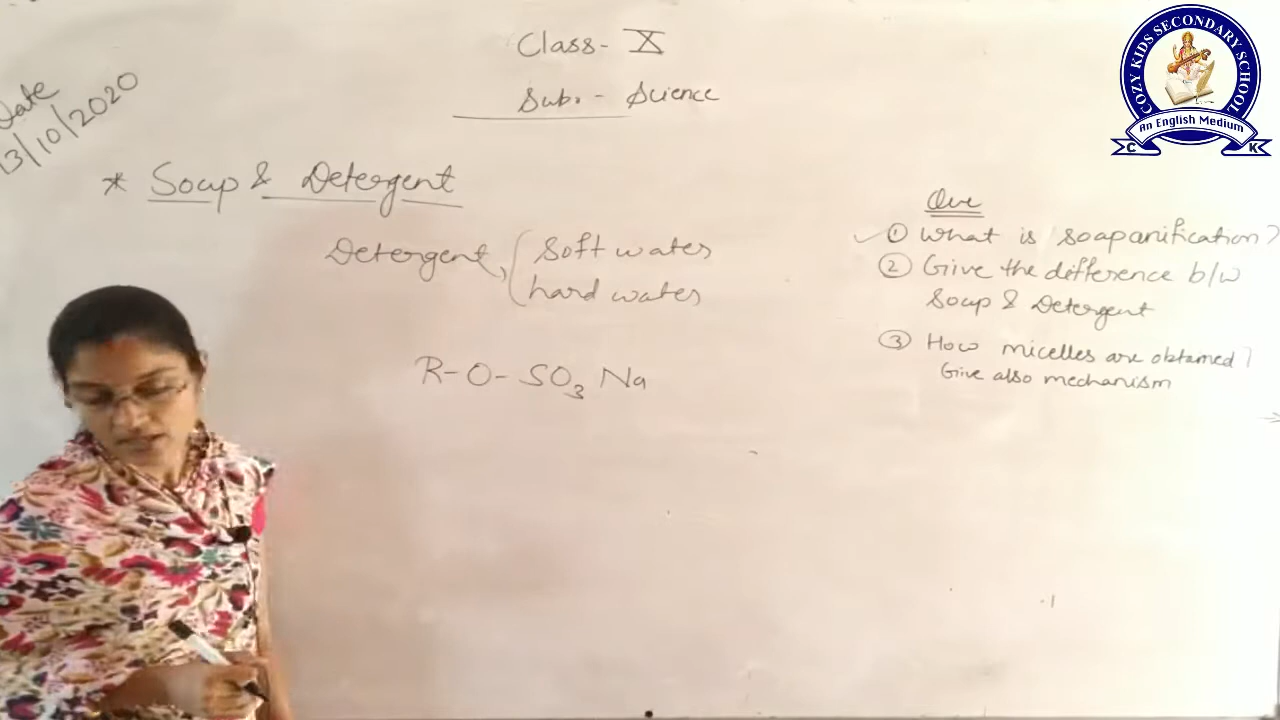 Class - X
Sub. - Science
Date
13/10/2020
* Soap & Detergent
Detergent, soft water
hard water
R-O-SO3 Na
Que
① What is soapanification?
② Give the difference b/w
Soap & Detergent
③ How micelles are obtained?
Give also mechanism
COZY KIDS SECONDARY SCHOOL
An English Medium
C K